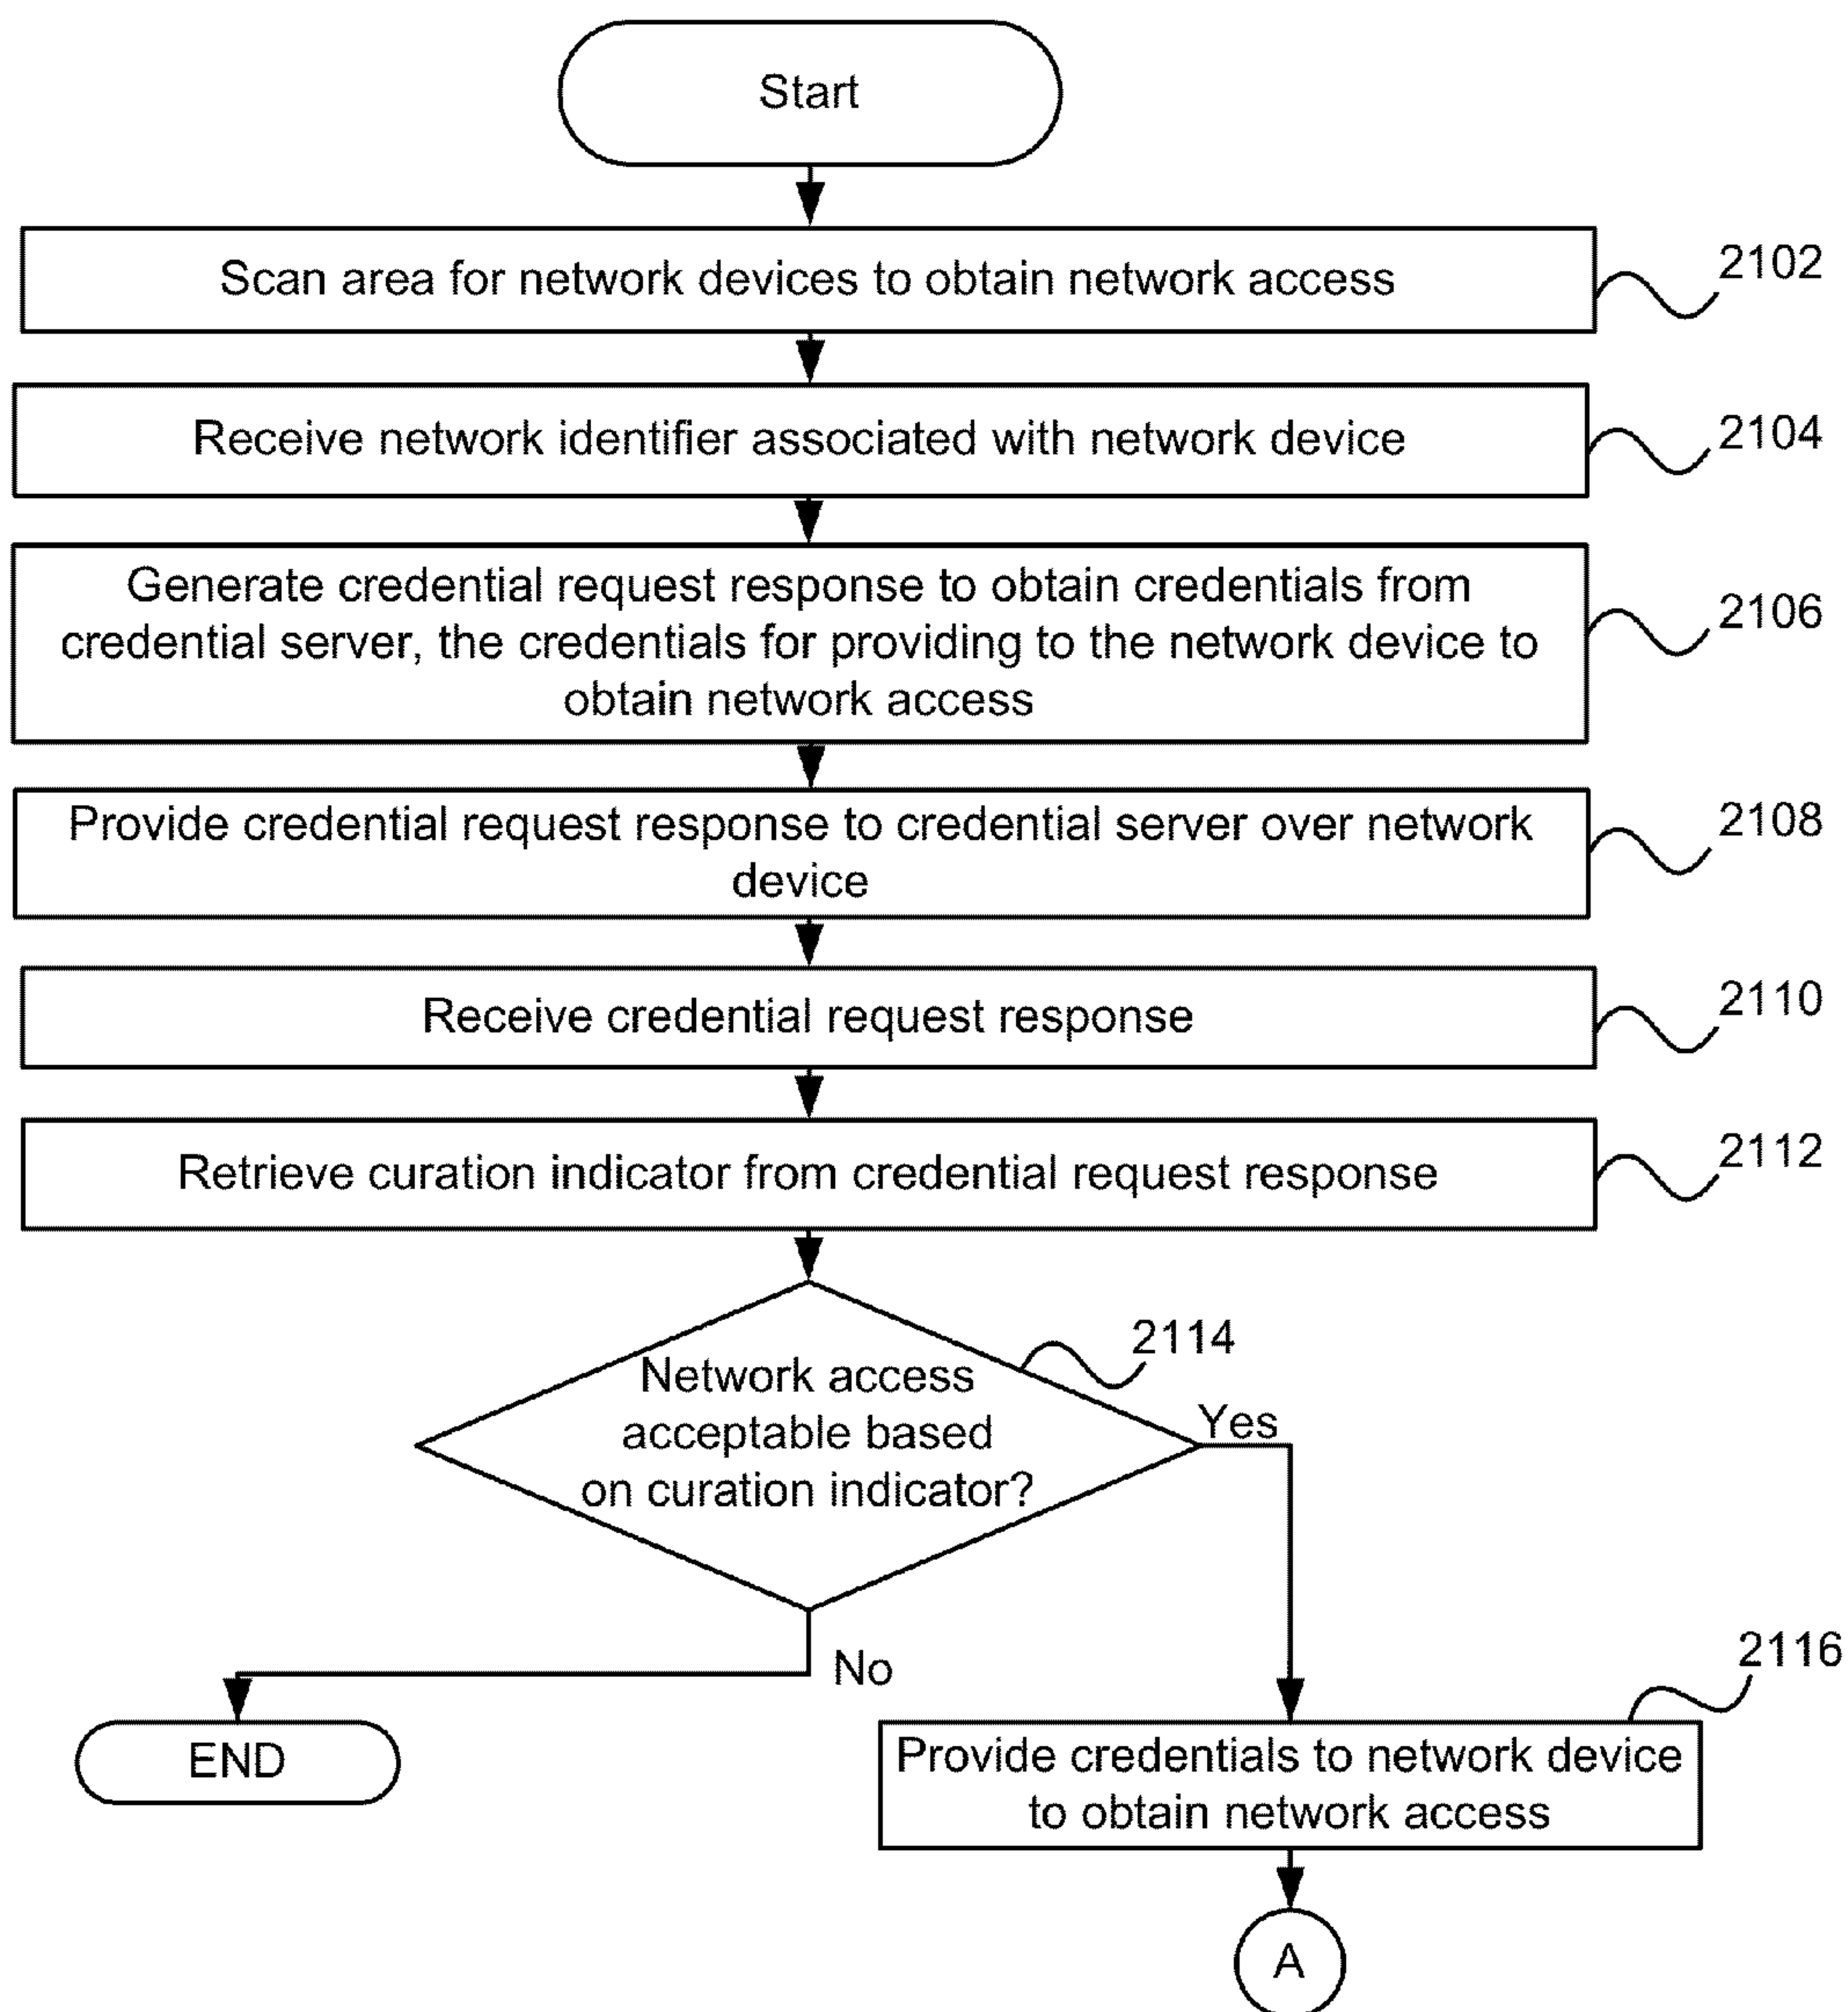 Start
Scan area for network devices to obtain network access
2102
Receive network identifier associated with network device
2104
Generate credential request response to obtain credentials from
credential server, the credentials for providing to the network device to
obtain network access
2106
Provide credential request response to credential server over network
device
2108
Receive credential request response
2110
Retrieve curation indicator from credential request response
2112
Network access
acceptable based
on curation indicator?
2114
Yes
No
END
2116
Provide credentials to network device
to obtain network access
A